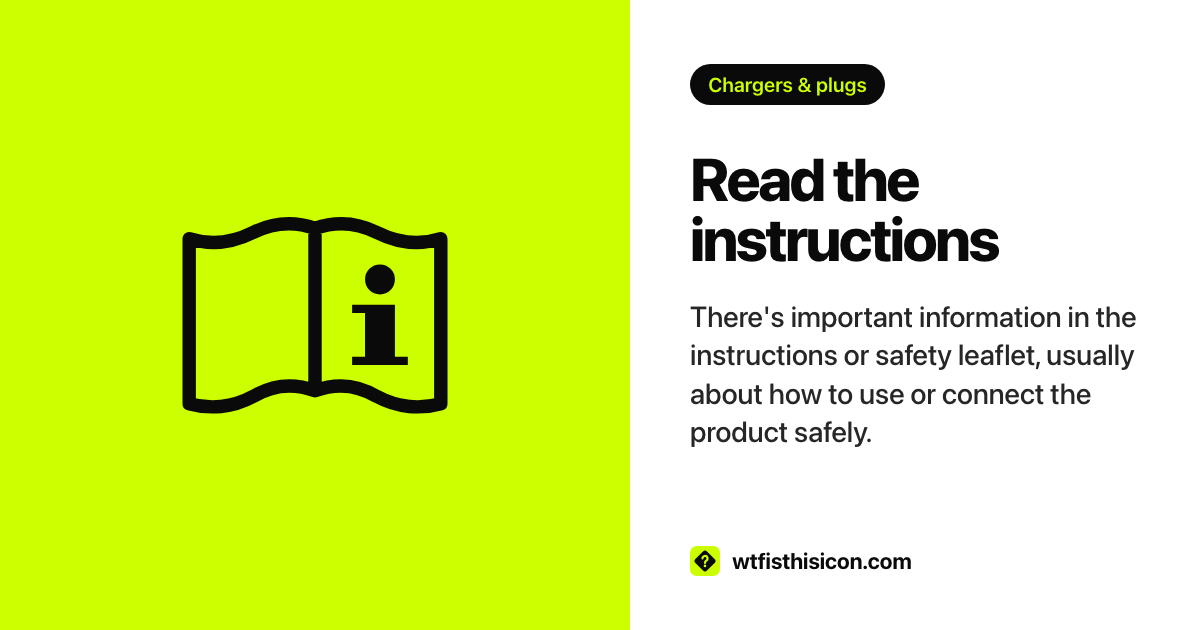 Chargers & plugs
Read the
instructions
There's important information in the
instructions or safety leaflet, usually
about how to use or connect the
product safely.
i
?
wtfisthisicon.com